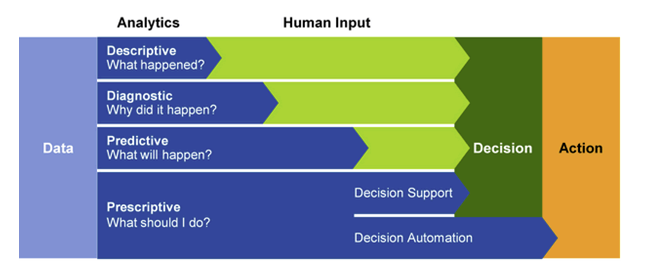 Analytics
Human Input
Descriptive
What happened?
Diagnostic
Why did it happen?
Predictive
What will happen?
Prescriptive
What should I do?
Decision Support
Decision Automation
Data
Decision
Action